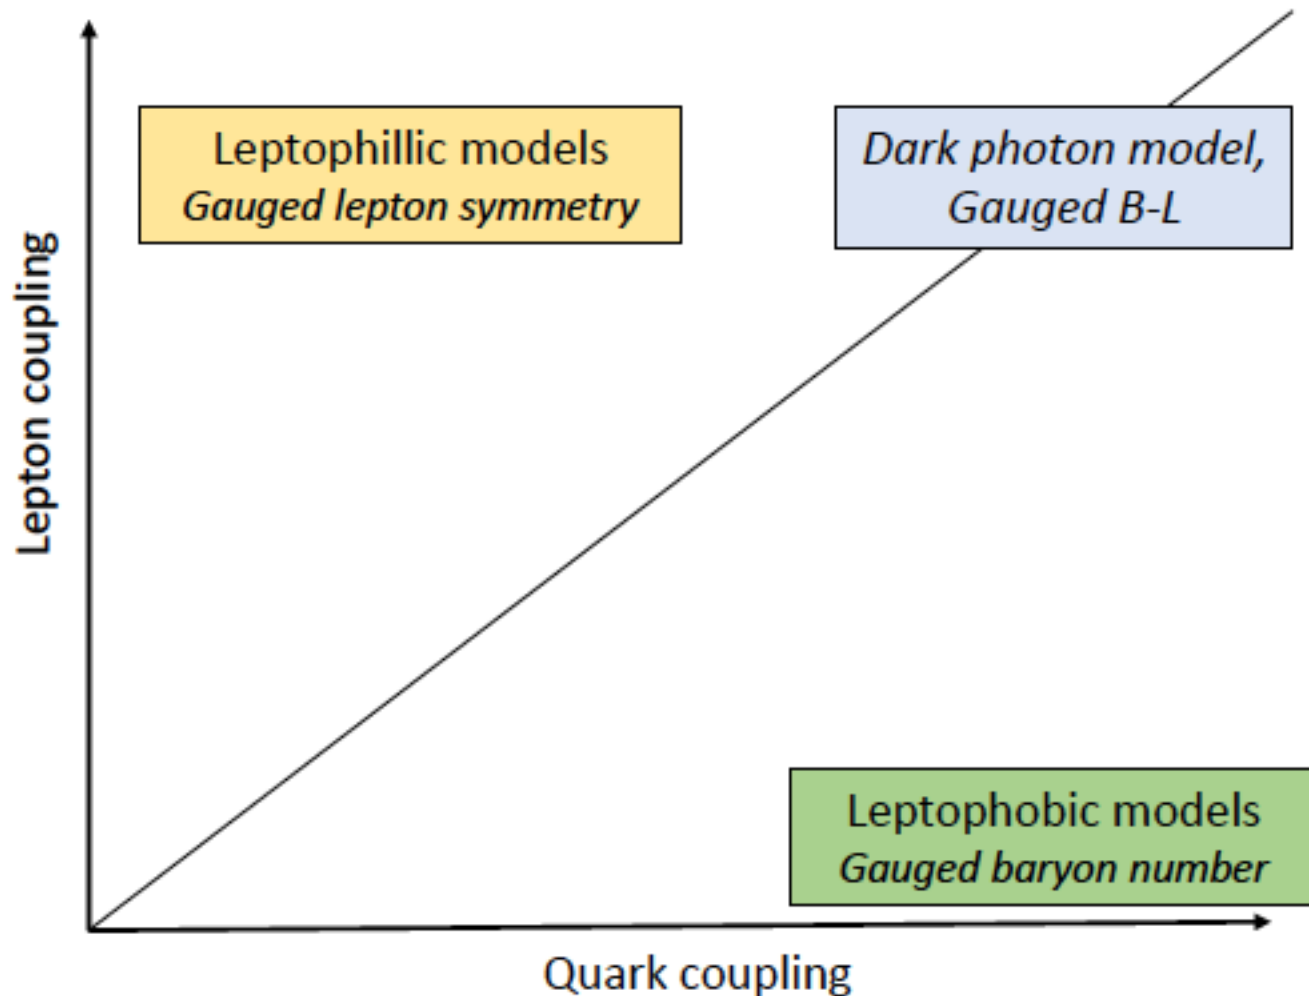 Leptophillic models
Gauged lepton symmetry
Dark photon model,
Gauged B-L
Lepton coupling
Leptophobic models
Gauged baryon number
Quark coupling